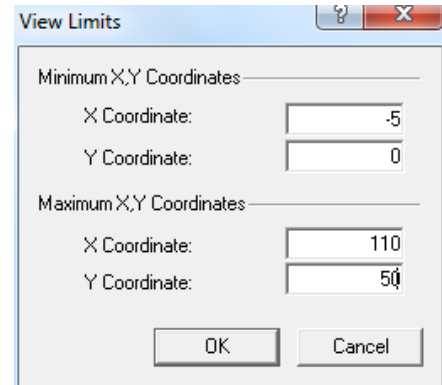 View Limits
Minimum X,Y Coordinates
X Coordinate: -5
Y Coordinate: 0
Maximum X,Y Coordinates
X Coordinate: 110
Y Coordinate: 50
OK Cancel